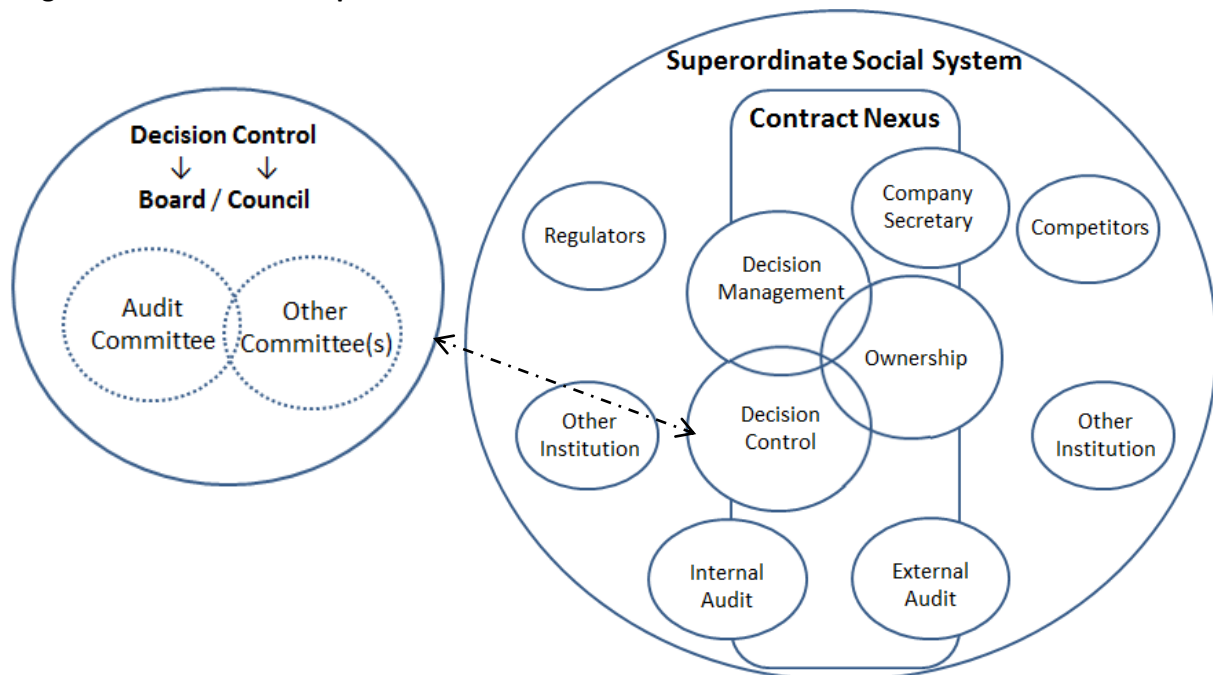 Superordinate Social System
Contract Nexus
Decision Control
↓ ↓
Board / Council
Audit
Committee
Other
Committee(s)
Company
Secretary
Regulators
Competitors
Decision
Management
Ownership
Other
Institution
Decision
Control
Other
Institution
Internal
Audit
External
Audit